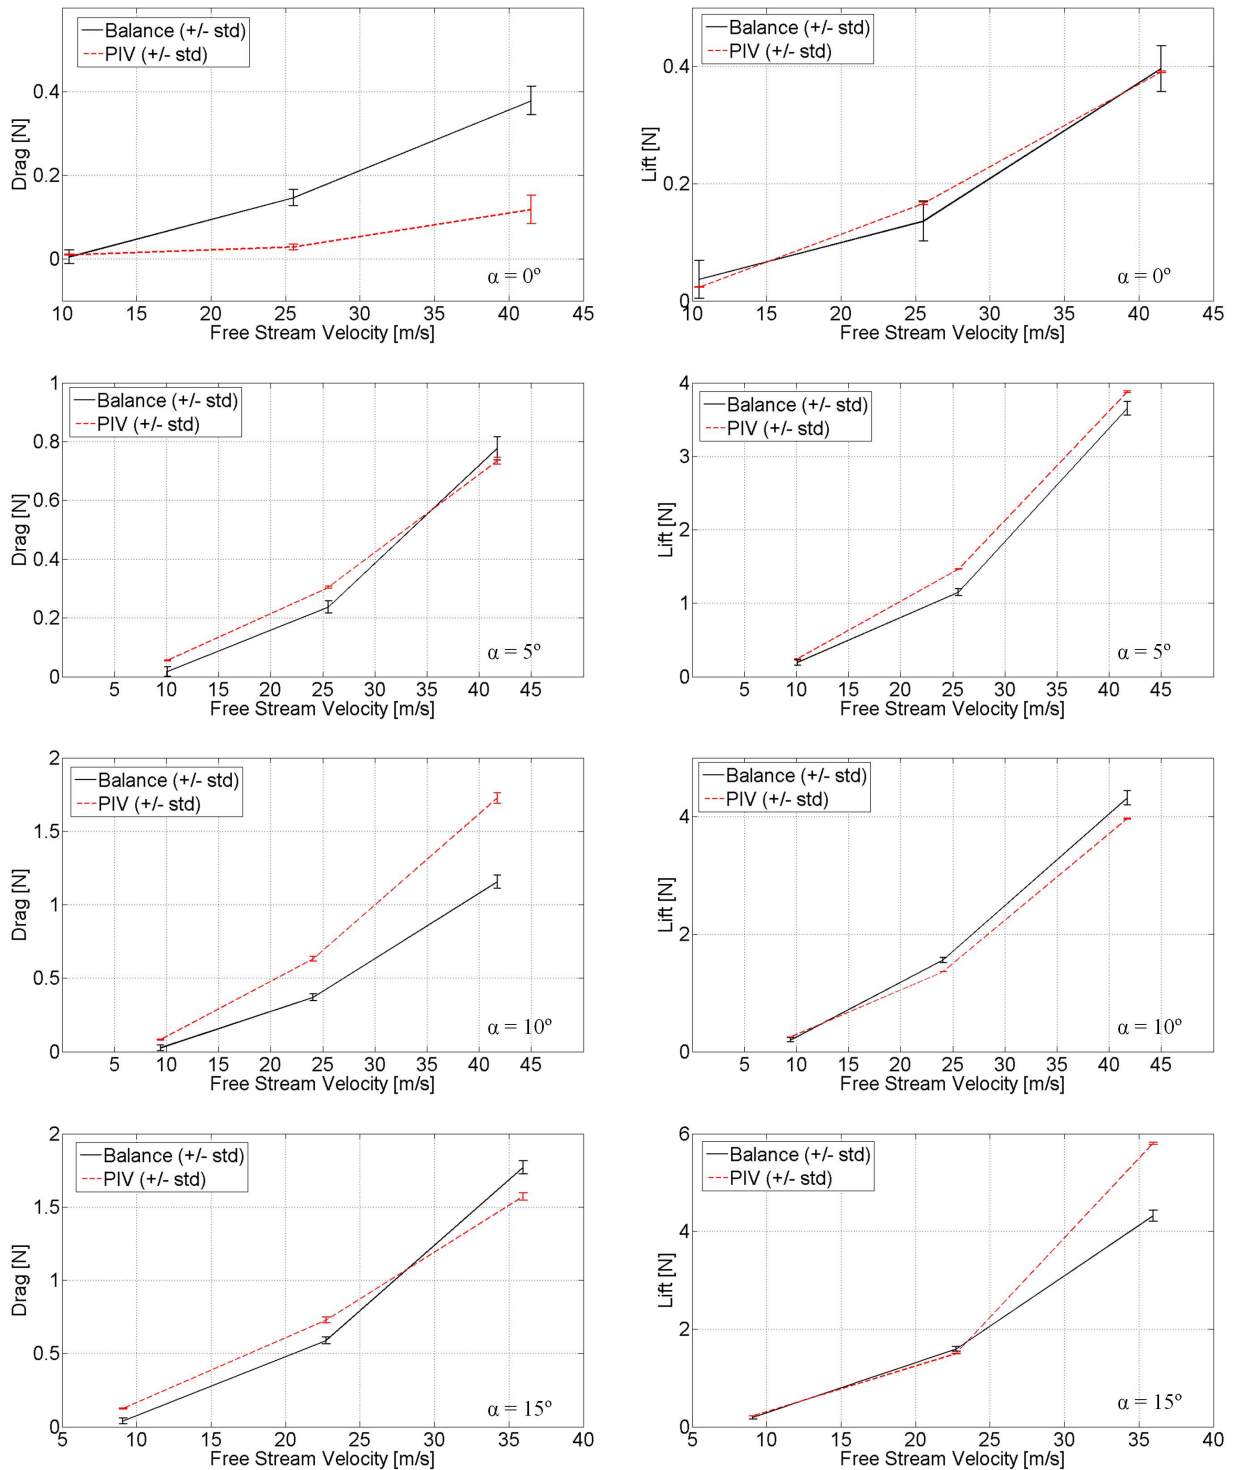 Balance (+/- std)
PIV (+/- std)
Drag [N]
0.4
0.2
0
α = 0º
10 15 20 25 30 35 40 45
Free Stream Velocity [m/s]
Balance (+/- std)
PIV (+/- std)
Lift [N]
0.4
0.2
0
α = 0º
10 15 20 25 30 35 40 45
Free Stream Velocity [m/s]
Balance (+/- std)
PIV (+/- std)
Drag [N]
1
0.8
0.6
0.4
0.2
0
α = 5º
5 10 15 20 25 30 35 40 45
Free Stream Velocity [m/s]
Balance (+/- std)
PIV (+/- std)
Lift [N]
4
3
2
1
0
α = 5º
5 10 15 20 25 30 35 40 45
Free Stream Velocity [m/s]
Balance (+/- std)
PIV (+/- std)
Drag [N]
2
1.5
1
0.5
0
α = 10º
5 10 15 20 25 30 35 40 45
Free Stream Velocity [m/s]
Balance (+/- std)
PIV (+/- std)
Lift [N]
4
2
0
α = 10º
5 10 15 20 25 30 35 40 45
Free Stream Velocity [m/s]
Balance (+/- std)
PIV (+/- std)
Drag [N]
2
1.5
1
0.5
0
α = 15º
5 10 15 20 25 30 35 40
Free Stream Velocity [m/s]
Balance (+/- std)
PIV (+/- std)
Lift [N]
6
4
2
0
α = 15º
5 10 15 20 25 30 35 40
Free Stream Velocity [m/s]